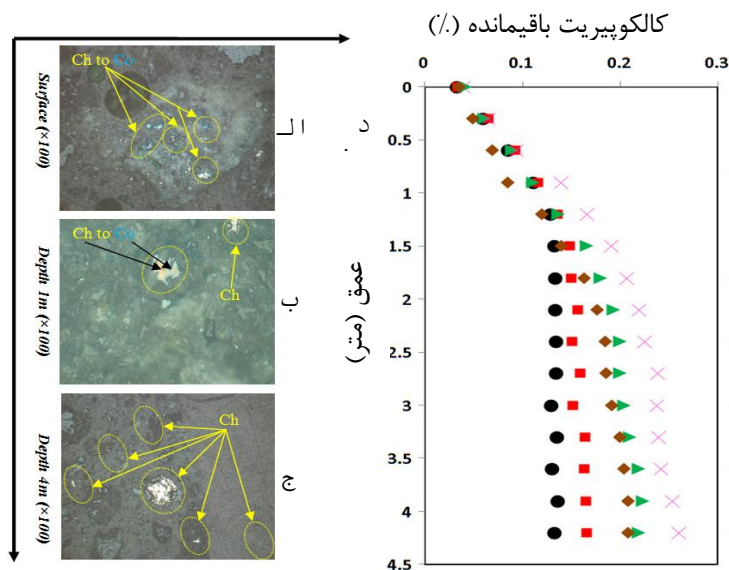 کالکوپیریت باقیمانده (٪)
0 0.1 0.2 0.3
0
0.5
1
1.5
2
2.5
3
3.5
4
4.5
عمق (متر)
د
الـ
ب
ج
Surface (×100)
Ch to Co
Depth 1m (×100)
Ch to Co
Ch
Depth 4m (×100)
Ch